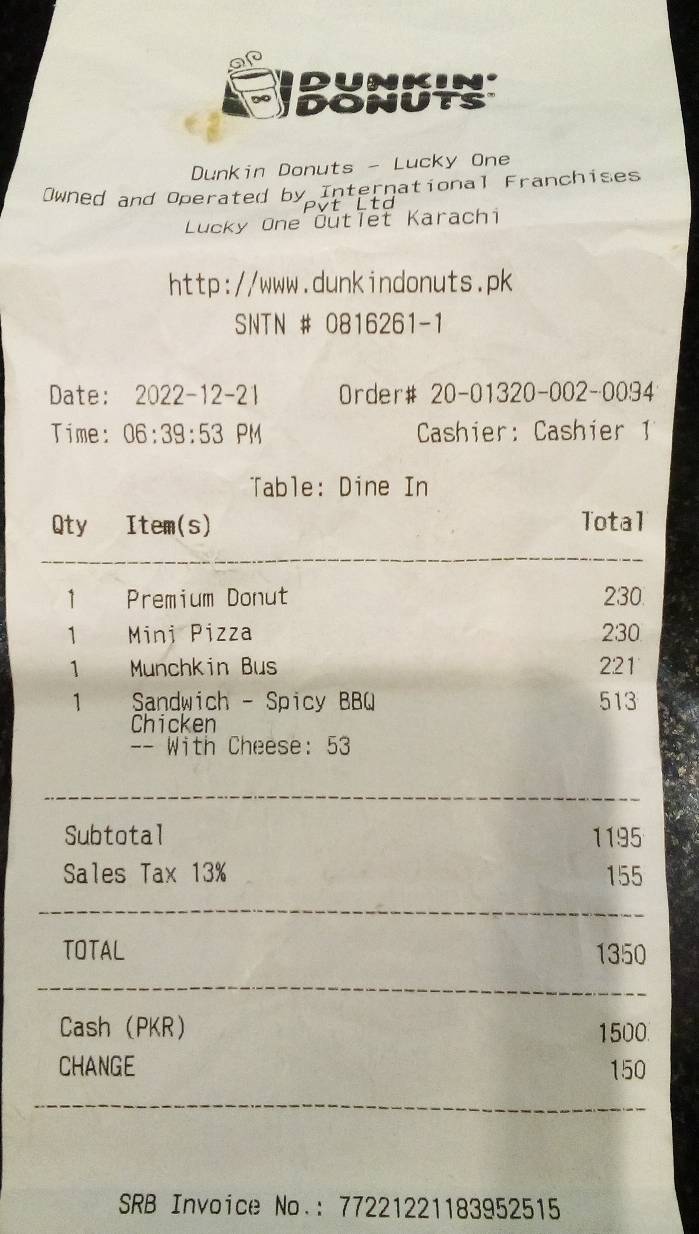 DUNKIN'
DONUTS
Dunkin Donuts - Lucky One
Owned and Operated by International Franchises
Pvt Ltd
Lucky One Outlet Karachi
http://www.dunkindonuts.pk
SNTN # 0816261-1
Date: 2022-12-21 Order# 20-01320-002-0094
Time: 06:39:53 PM Cashier: Cashier 1
Table: Dine In
Qty Item(s) Total
1 Premium Donut 230
1 Mini Pizza 230
1 Munchkin Bus 221
1 Sandwich - Spicy BBQ 513
Chicken
-- With Cheese: 53
Subtotal 1195
Sales Tax 13% 155
TOTAL 1350
Cash (PKR) 1500
CHANGE 150
SRB Invoice No.: 77221221183952515